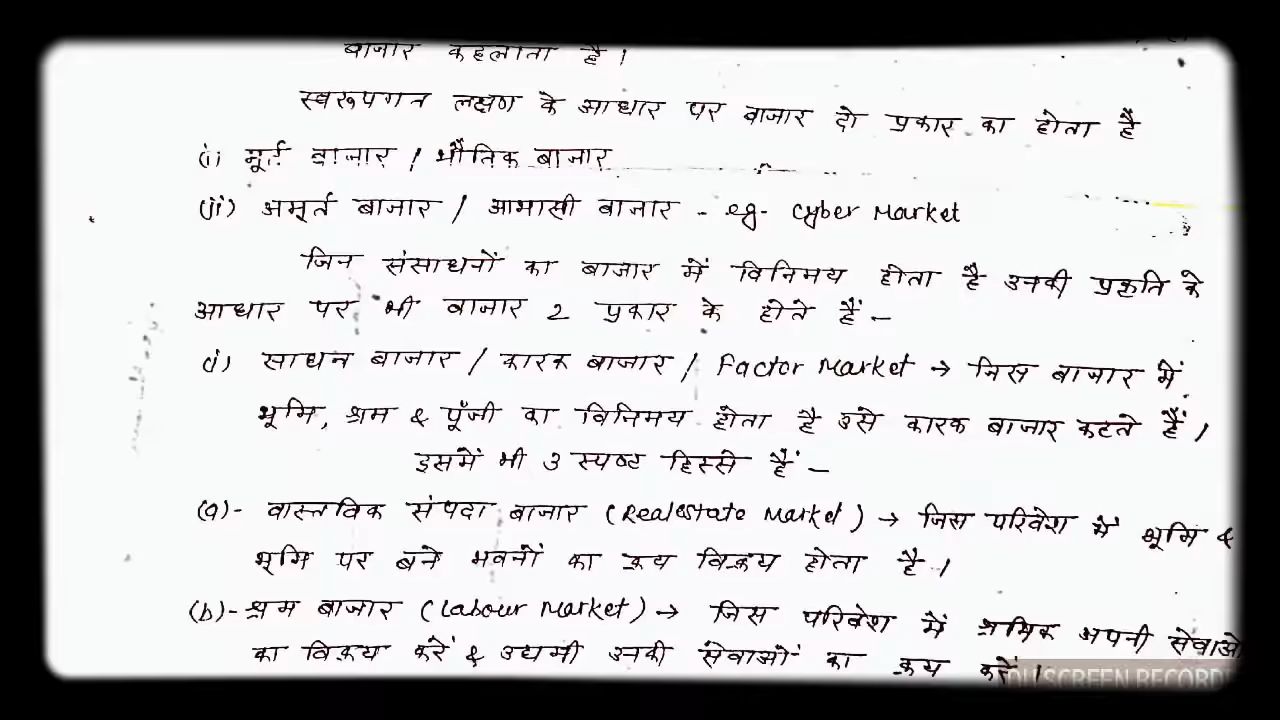 बाजार कहलाता है।
स्वरूपगत लक्षण के आधार पर बाजार दो प्रकार का होता है
(i) मूर्त बाजार / भौतिक बाजार
(ii) अमूर्त बाजार / आभासी बाजार - eg- Cyber Market
जिन संसाधनों का बाजार में विनिमय होता है उनकी प्रकृति के
आधार पर भी बाजार 2 प्रकार के होते हैं -
(i) साधन बाजार / कारक बाजार / Factor Market → जिस बाजार में
भूमि, श्रम & पूँजी का विनिमय होता है उसे कारक बाजार कहते हैं।
इसमें भी 3 स्पष्ट हिस्से हैं -
(a)- वास्तविक संपदा बाजार (Realestate Market) → जिस परिवेश में भूमि &
भूमि पर बने भवनों का क्रय विक्रय होता है।
(b)- श्रम बाजार (Labour Market) → जिस परिवेश में श्रमिक अपनी सेवाओं
का विक्रय करें & उद्यमी उनकी सेवाओं का क्रय करें।
DU SCREEN RECORD